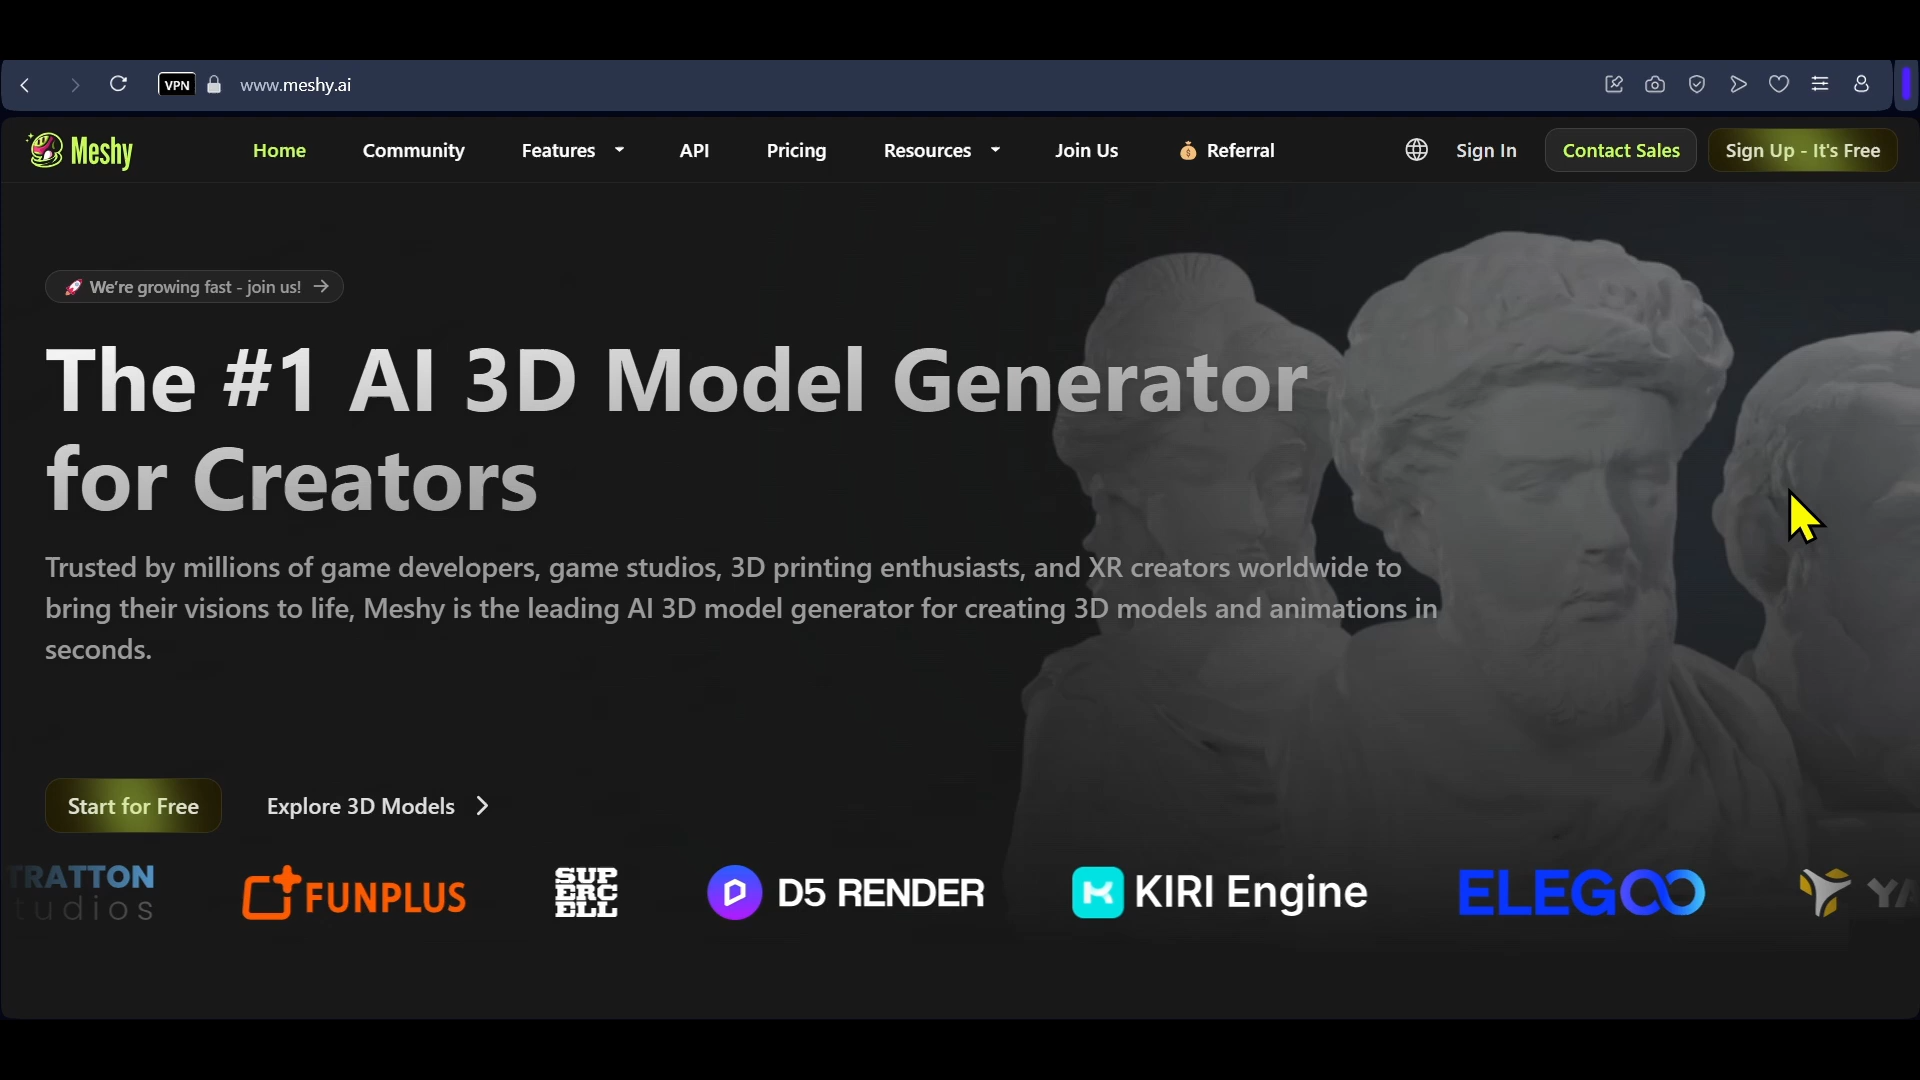 VPN
www.meshy.ai
Meshy
Home
Community
Features
API
Pricing
Resources
Join Us
Referral
Sign In
Contact Sales
Sign Up - It's Free
We're growing fast - join us!
The #1 AI 3D Model Generator
for Creators
Trusted by millions of game developers, game studios, 3D printing enthusiasts, and XR creators worldwide to
bring their visions to life, Meshy is the leading AI 3D model generator for creating 3D models and animations in
seconds.
Start for Free
Explore 3D Models
TRATTON
tudios
FUNPLUS
SUP
ERC
ELL
D5 RENDER
KIRI Engine
ELEGOO